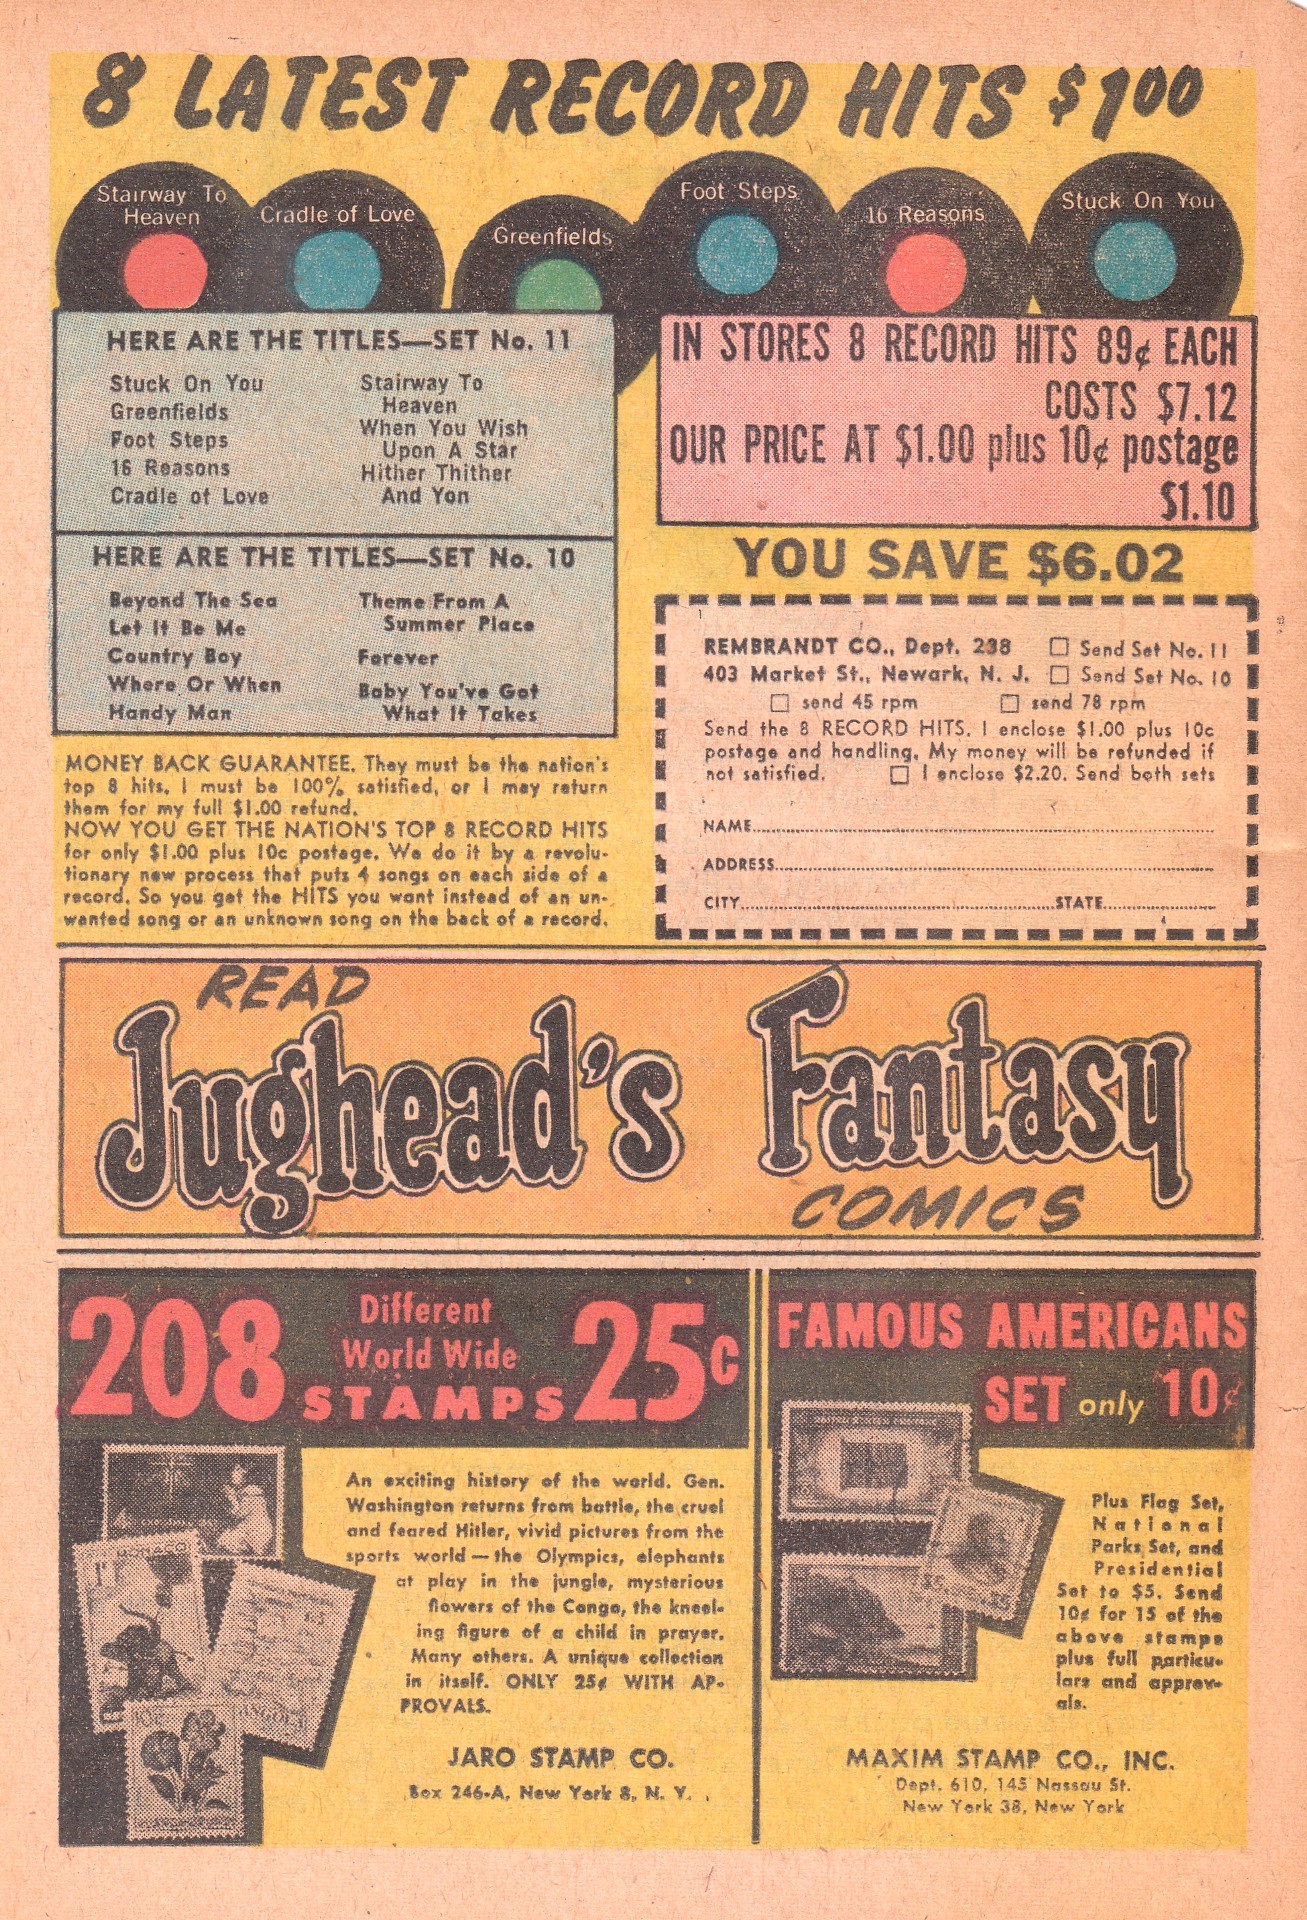 8 LATEST RECORD HITS $1.00
Stairway To
Heaven
Cradle of Love
Greenfields
Foot Steps
16 Reasons
Stuck On You
HERE ARE THE TITLES—SET No. 11
Stuck On You
Greenfields
Foot Steps
16 Reasons
Cradle of Love
Stairway To
Heaven
When You Wish
Upon A Star
Hither Thither
And Yon
HERE ARE THE TITLES—SET No. 10
Beyond The Sea
Let It Be Me
Country Boy
Where Or When
Handy Man
Theme From A
Summer Place
Forever
Baby You've Got
What It Takes
MONEY BACK GUARANTEE. They must be the nation's
top 8 hits. I must be 100% satisfied, or I may return
them for my full $1.00 refund.
NOW YOU GET THE NATION'S TOP 8 RECORD HITS
for only $1.00 plus 10c postage. We do it by a revolu-
tionary new process that puts 4 songs on each side of a
record. So you get the HITS you want instead of an un-
wanted song or an unknown song on the back of a record.
IN STORES 8 RECORD HITS 89¢ EACH
COSTS $7.12
OUR PRICE AT $1.00 plus 10¢ postage
$1.10
YOU SAVE $6.02
REMBRANDT CO., Dept. 238 □ Send Set No. 11
403 Market St., Newark, N. J. □ Send Set No. 10
□ send 45 rpm □ send 78 rpm
Send the 8 RECORD HITS. I enclose $1.00 plus 10c
postage and handling. My money will be refunded if
not satisfied. □ I enclose $2.20. Send both sets
NAME
ADDRESS
CITY STATE
4
READ
Jughead's Fantasy
COMICS
208 Different
World Wide
STAMPS 25c
An exciting history of the world. Gen.
Washington returns from battle, the cruel
and feared Hitler, vivid pictures from the
sports world—the Olympics, elephants
at play in the jungle, mysterious
flowers of the Congo, the kneel-
ing figure of a child in prayer.
Many others. A unique collection
in itself. ONLY 25¢ WITH AP-
PROVALS.
MONACO
ANGOLA
JARO STAMP CO.
Box 246-A, New York 8, N. Y.
FAMOUS AMERICANS
SET only 10¢
Plus Flag Set,
National
Parks Set, and
Presidential
Set to $5. Send
10¢ for 15 of the
above stamps
plus full particu-
lars and approv-
als.
$5
MAXIM STAMP CO., INC.
Dept. 610, 145 Nassau St.
New York 38, New York